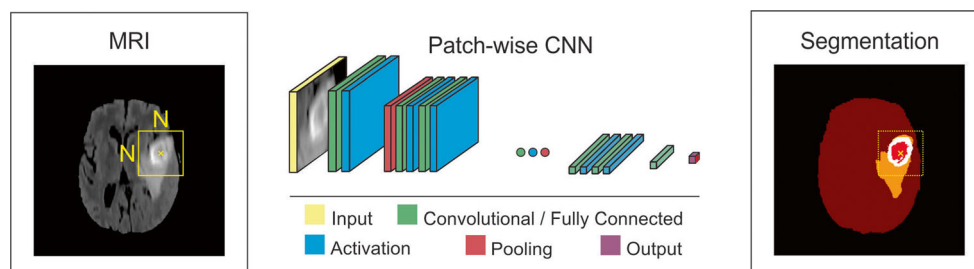 MRI
N
N
Patch-wise CNN
Input
Convolutional / Fully Connected
Activation
Pooling
Output
Segmentation